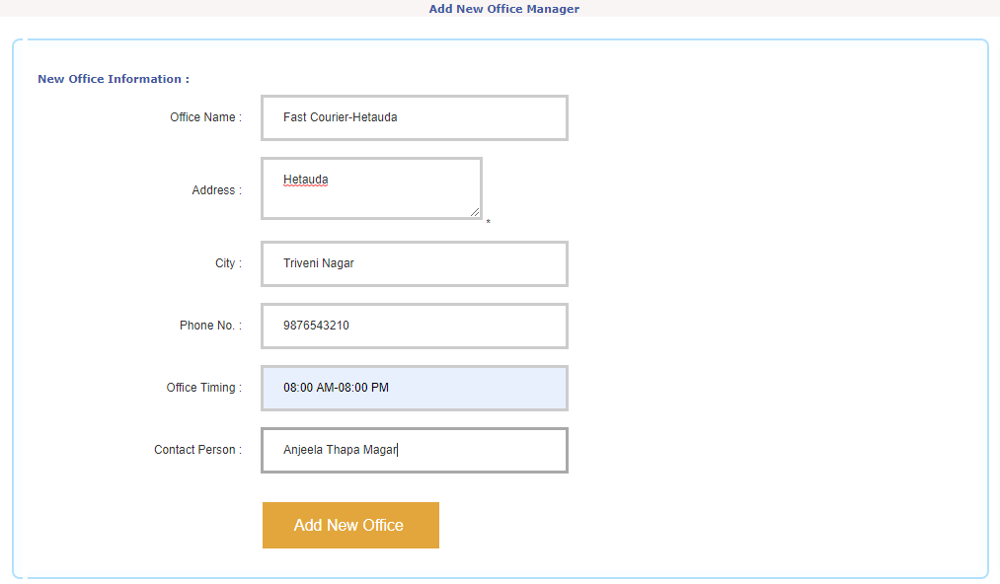 Add New Office Manager
New Office Information :
Office Name : Fast Courier-Hetauda
Address : Hetauda
*
City : Triveni Nagar
Phone No. : 9876543210
Office Timing : 08:00 AM-08:00 PM
Contact Person : Anjeela Thapa Magar
Add New Office